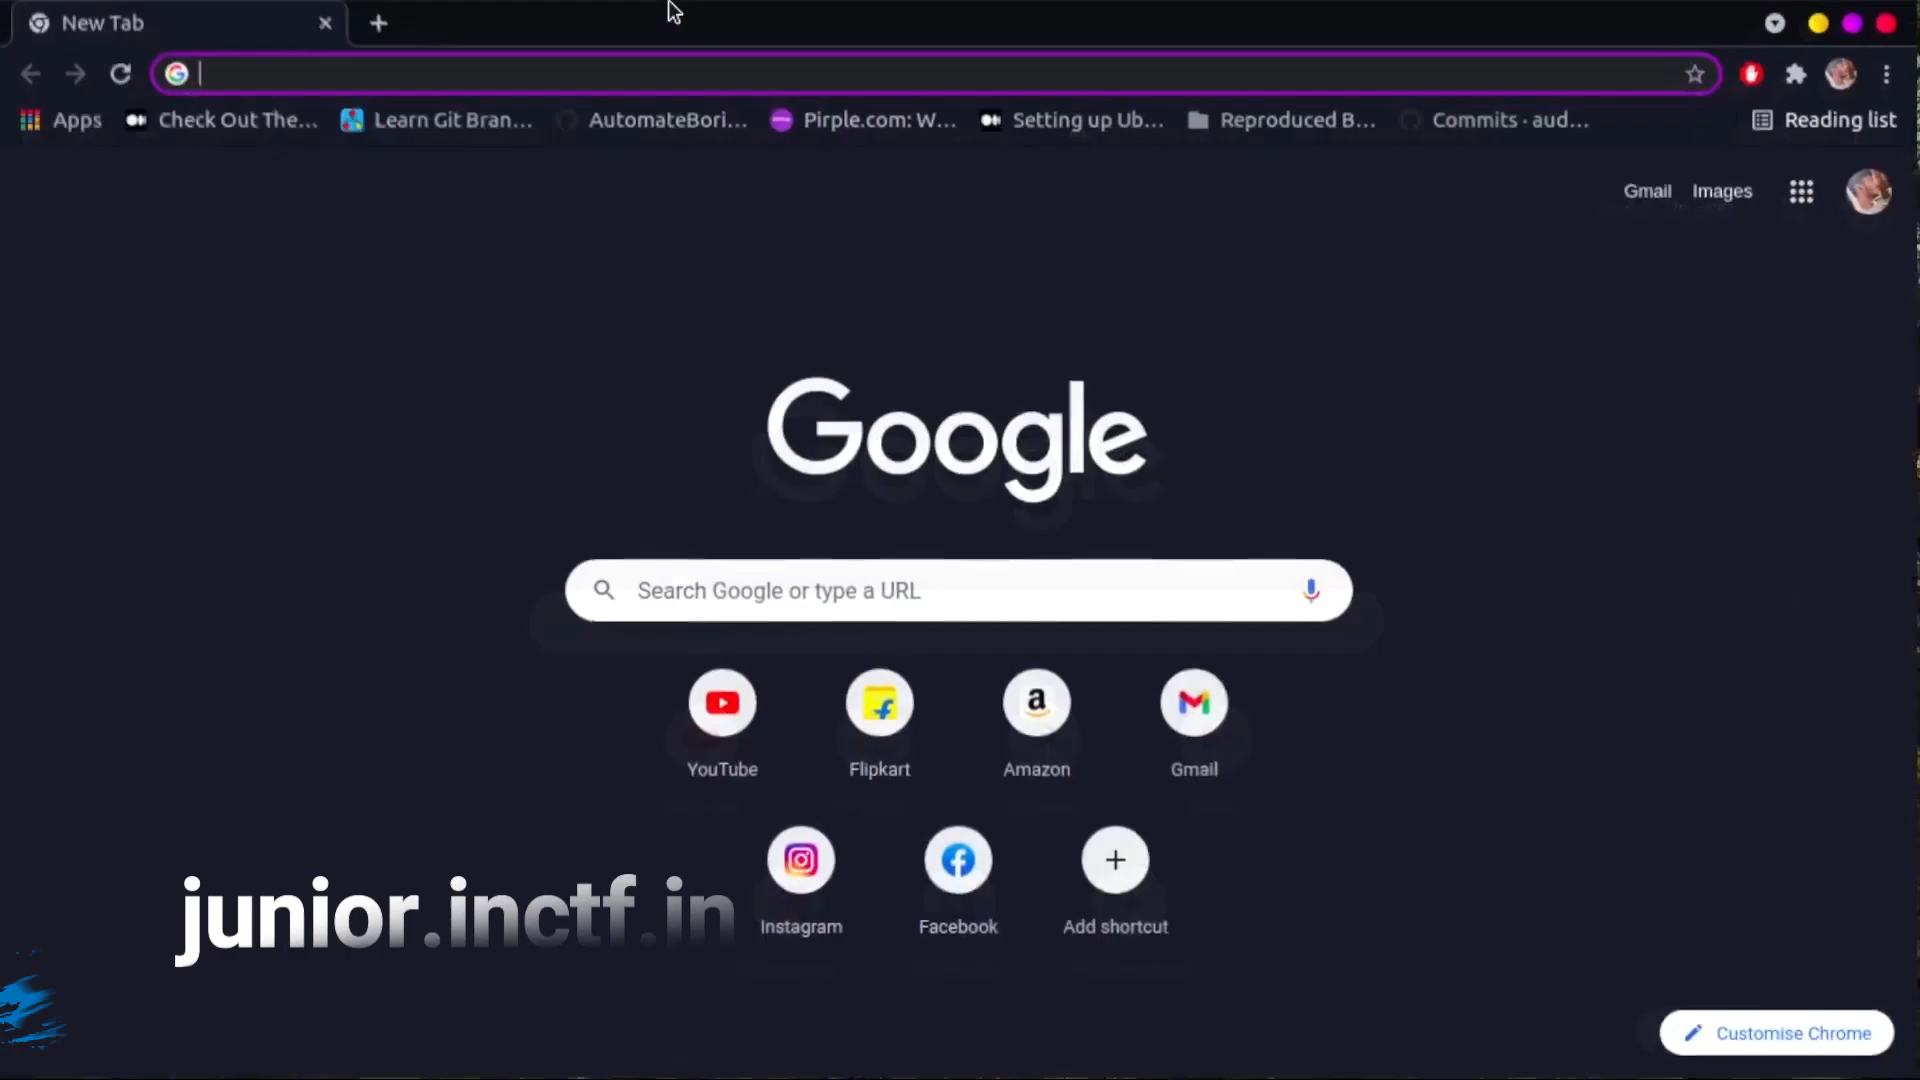 New Tab
Apps Check Out The... Learn Git Bran... AutomateBori... Pirple.com: W... Setting up Ub... Reproduced B... Commits · aud... Reading list
Gmail Images
Google
Search Google or type a URL
YouTube Flipkart Amazon Gmail
Instagram Facebook Add shortcut
junior.inctf.in
Customise Chrome